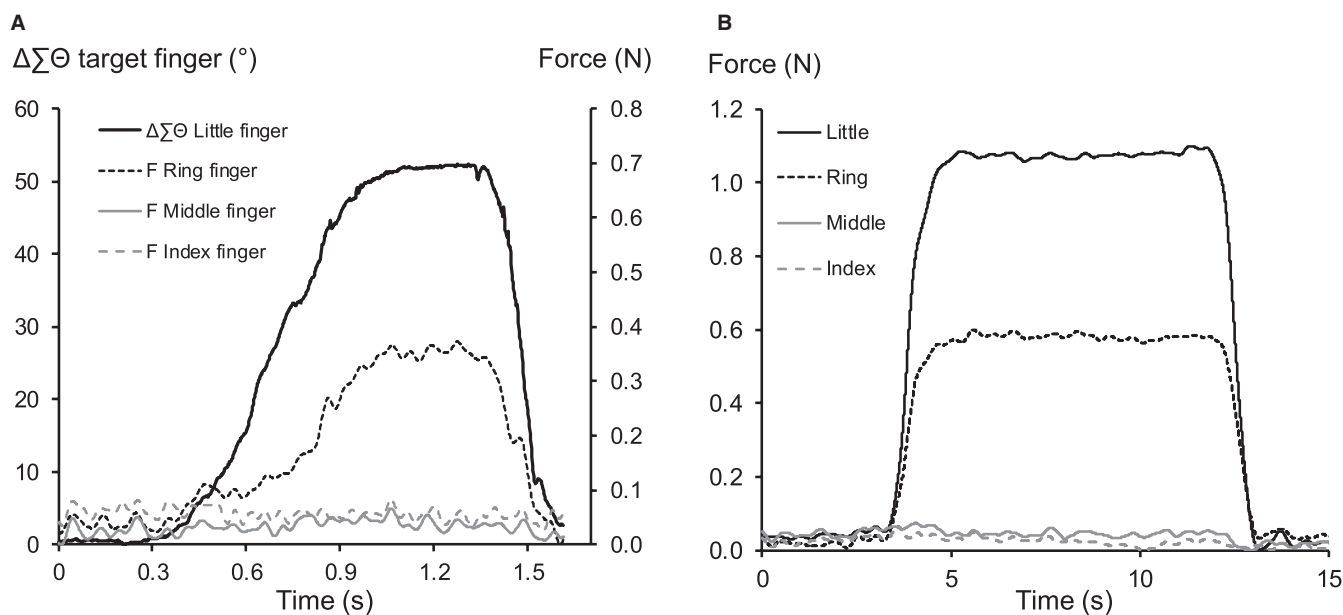 A
ΔΣΘ target finger (°)
Force (N)
60
50
40
30
20
10
0
0.8
0.7
0.6
0.5
0.4
0.3
0.2
0.1
0.0
ΔΣΘ Little finger
F Ring finger
F Middle finger
F Index finger
0
0.3
0.6
0.9
1.2
1.5
Time (s)
B
Force (N)
1.2
1.0
0.8
0.6
0.4
0.2
0.0
Little
Ring
Middle
Index
0
5
10
15
Time (s)